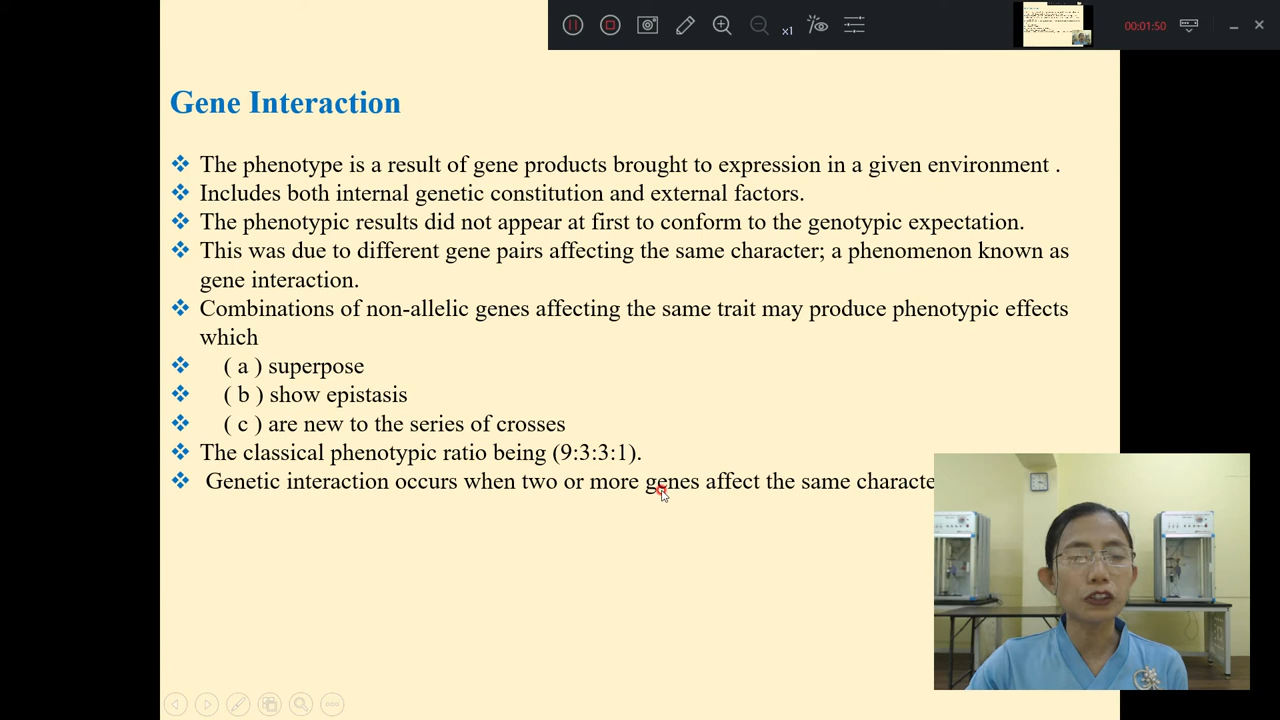 x1
00:01:50
Gene Interaction
The phenotype is a result of gene products brought to expression in a given environment .
Includes both internal genetic constitution and external factors.
The phenotypic results did not appear at first to conform to the genotypic expectation.
This was due to different gene pairs affecting the same character; a phenomenon known as
gene interaction.
Combinations of non-allelic genes affecting the same trait may produce phenotypic effects
which
( a ) superpose
( b ) show epistasis
( c ) are new to the series of crosses
The classical phenotypic ratio being (9:3:3:1).
Genetic interaction occurs when two or more genes affect the same characte